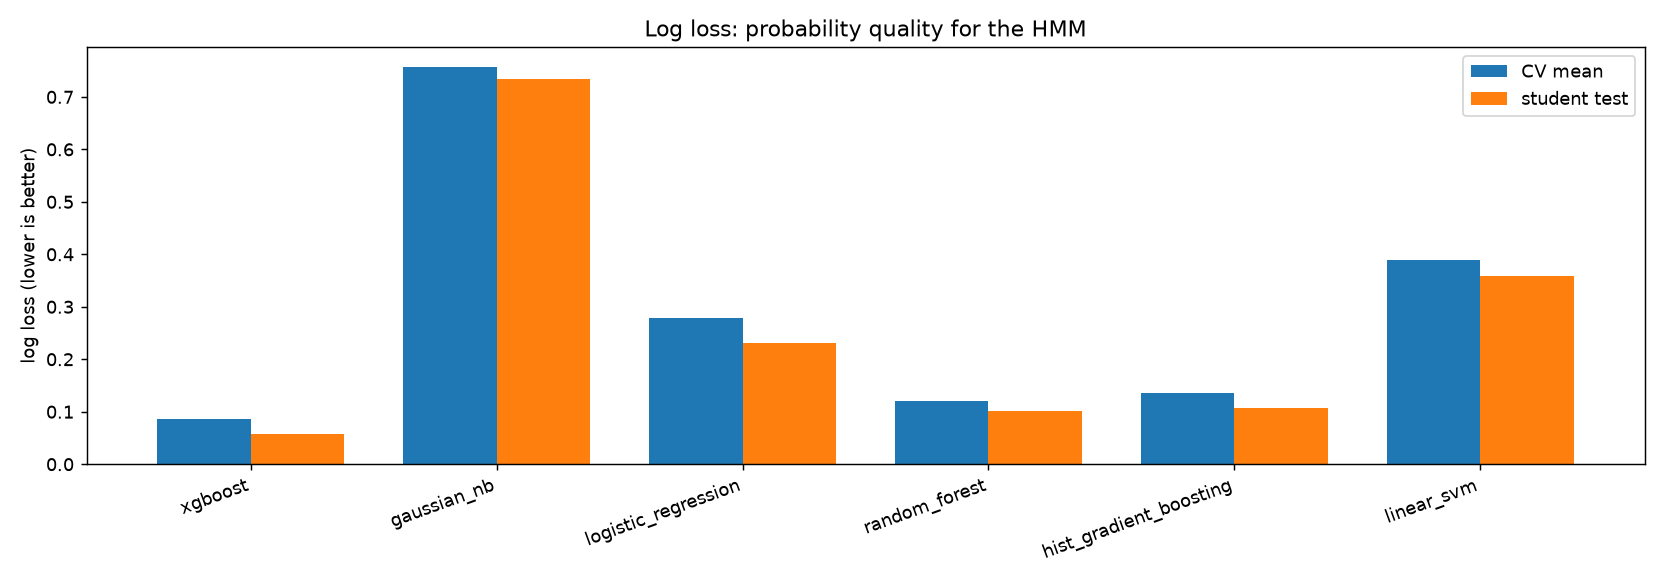 Log loss: probability quality for the HMM
CV mean
student test
log loss (lower is better)
0.7
0.6
0.5
0.4
0.3
0.2
0.1
0.0
xgboost
gaussian_nb
logistic_regression
random_forest
hist_gradient_boosting
linear_svm